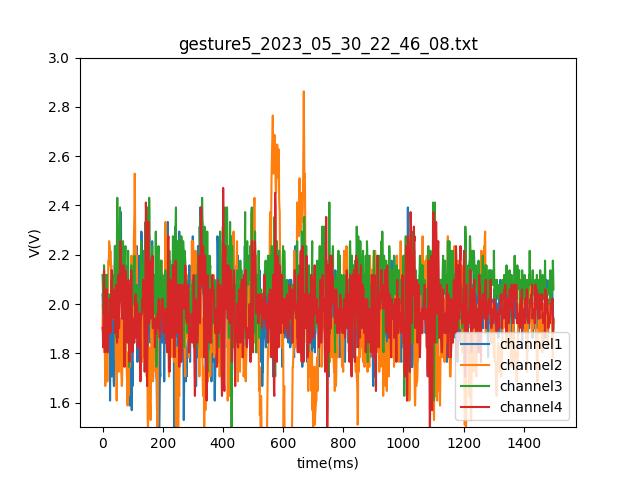 gesture5_2023_05_30_22_46_08.txt
3.0
2.8
2.6
2.4
2.2
2.0
1.8
1.6
V(V)
channel1
channel2
channel3
channel4
0 200 400 600 800 1000 1200 1400
time(ms)